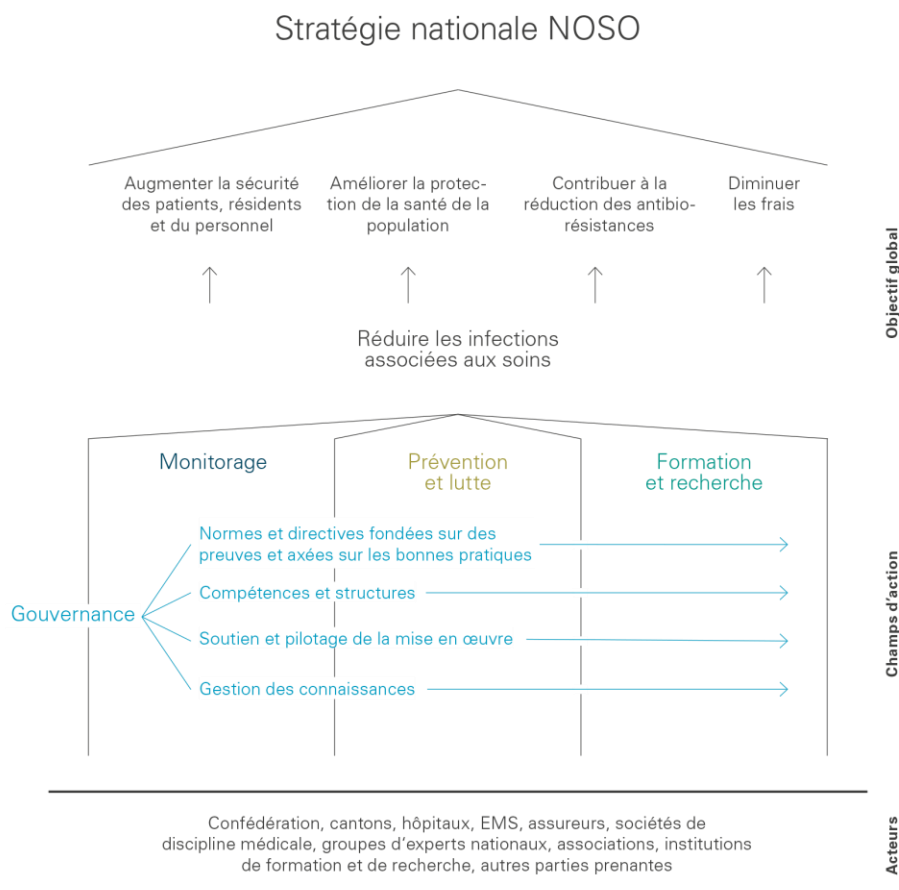 Stratégie nationale NOSO
Augmenter la sécurité
des patients, résidents
et du personnel
Améliorer la protec-
tion de la santé de la
population
Contribuer à la
réduction des antibio-
résistances
Diminuer
les frais
Objectif global
Réduire les infections
associées aux soins
Monitorage
Prévention
et lutte
Formation
et recherche
Gouvernance
Normes et directives fondées sur des
preuves et axées sur les bonnes pratiques
Compétences et structures
Soutien et pilotage de la mise en œuvre
Gestion des connaissances
Champs d’action
Confédération, cantons, hôpitaux, EMS, assureurs, sociétés de
discipline médicale, groupes d’experts nationaux, associations, institutions
de formation et de recherche, autres parties prenantes
Acteurs